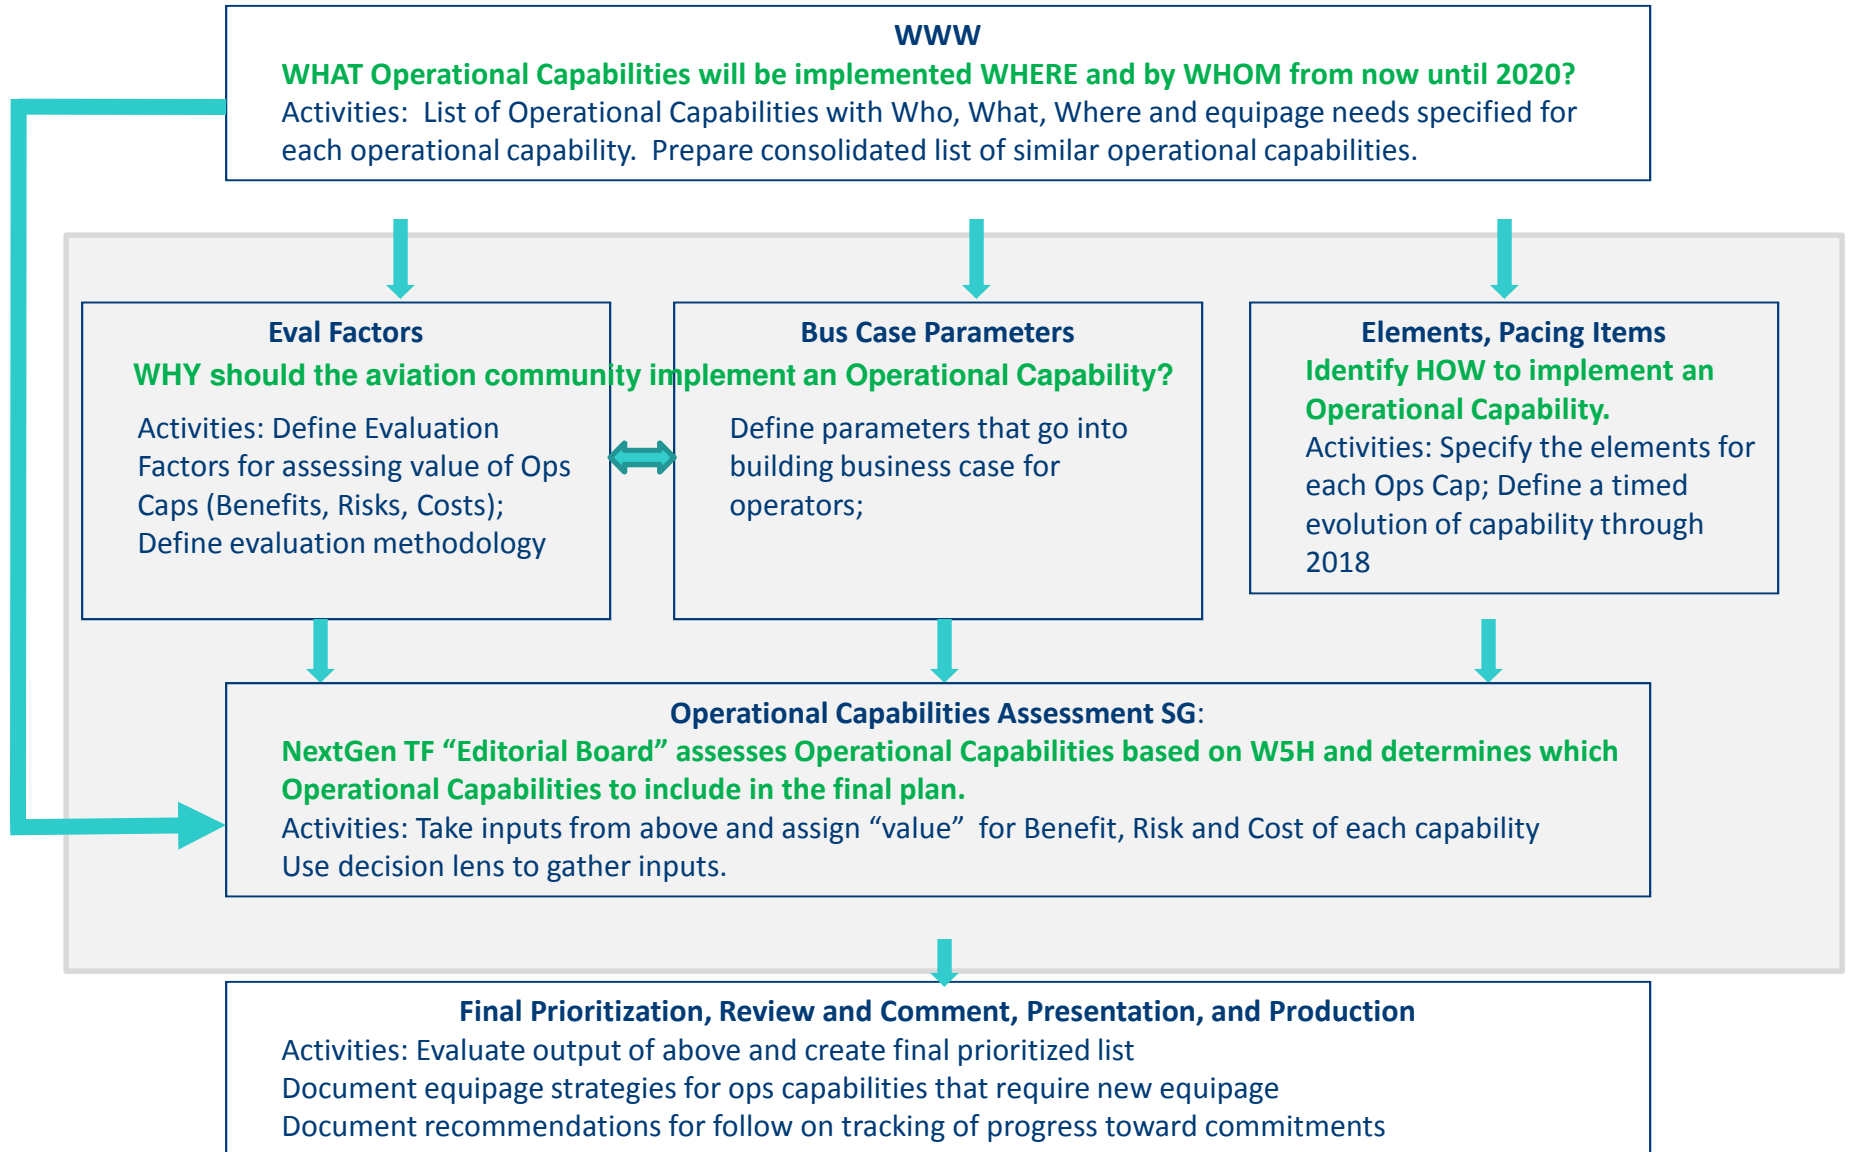 WWW
WHAT Operational Capabilities will be implemented WHERE and by WHOM from now until 2020?
Activities:  List of Operational Capabilities with Who, What, Where and equipage needs specified for
each operational capability.  Prepare consolidated list of similar operational capabilities.
Eval Factors
Bus Case Parameters
WHY should the aviation community implement an Operational Capability?
Activities: Define Evaluation
Factors for assessing value of Ops
Caps (Benefits, Risks, Costs);
Define evaluation methodology
Define parameters that go into
building business case for
operators;
Elements, Pacing Items
Identify HOW to implement an
Operational Capability.
Activities: Specify the elements for
each Ops Cap; Define a timed
evolution of capability through
2018
Operational Capabilities Assessment SG:
NextGen TF “Editorial Board” assesses Operational Capabilities based on W5H and determines which
Operational Capabilities to include in the final plan.
Activities: Take inputs from above and assign “value”  for Benefit, Risk and Cost of each capability
Use decision lens to gather inputs.
Final Prioritization, Review and Comment, Presentation, and Production
Activities: Evaluate output of above and create final prioritized list
Document equipage strategies for ops capabilities that require new equipage
Document recommendations for follow on tracking of progress toward commitments